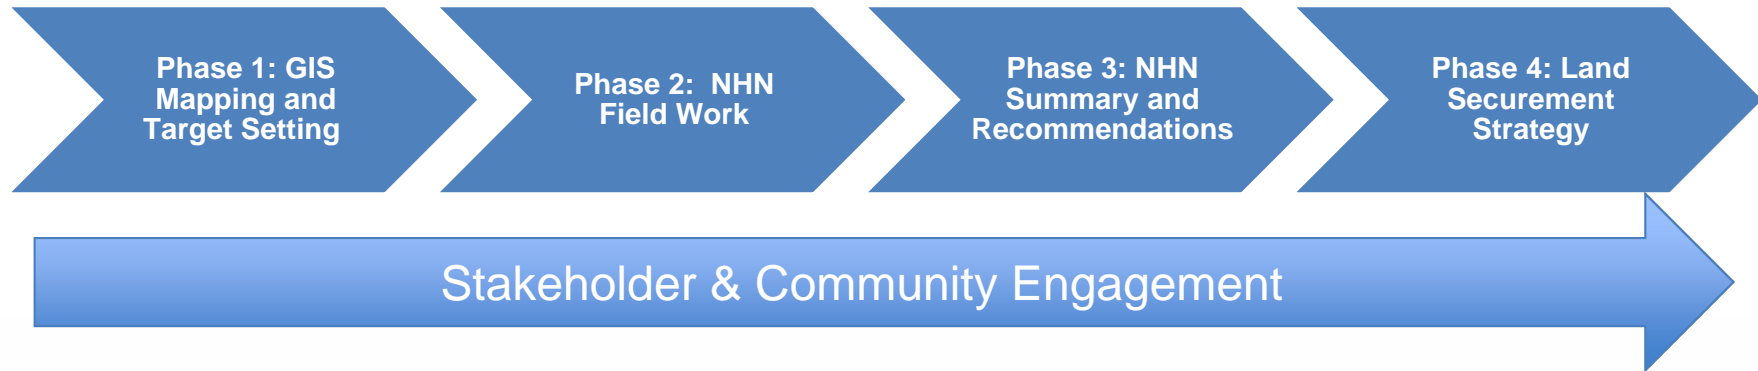 Phase 1: GIS
Mapping and
Target Setting
Phase 2:  NHN
Field Work
Phase 3: NHN
Summary and
Recommendations
Phase 4: Land
Securement
Strategy
Stakeholder & Community Engagement